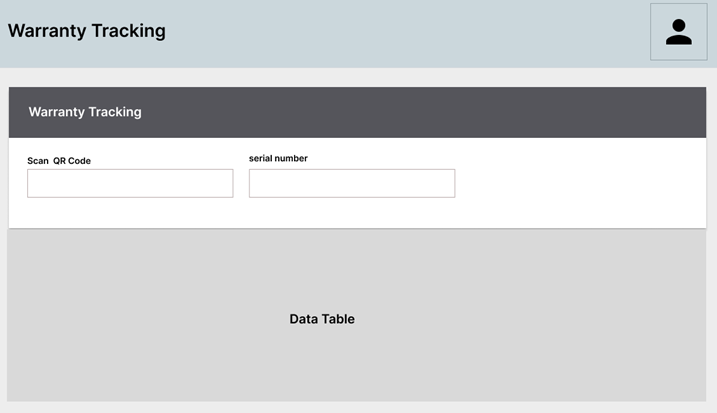 Warranty Tracking
Warranty Tracking
Scan QR Code
serial number
Data Table